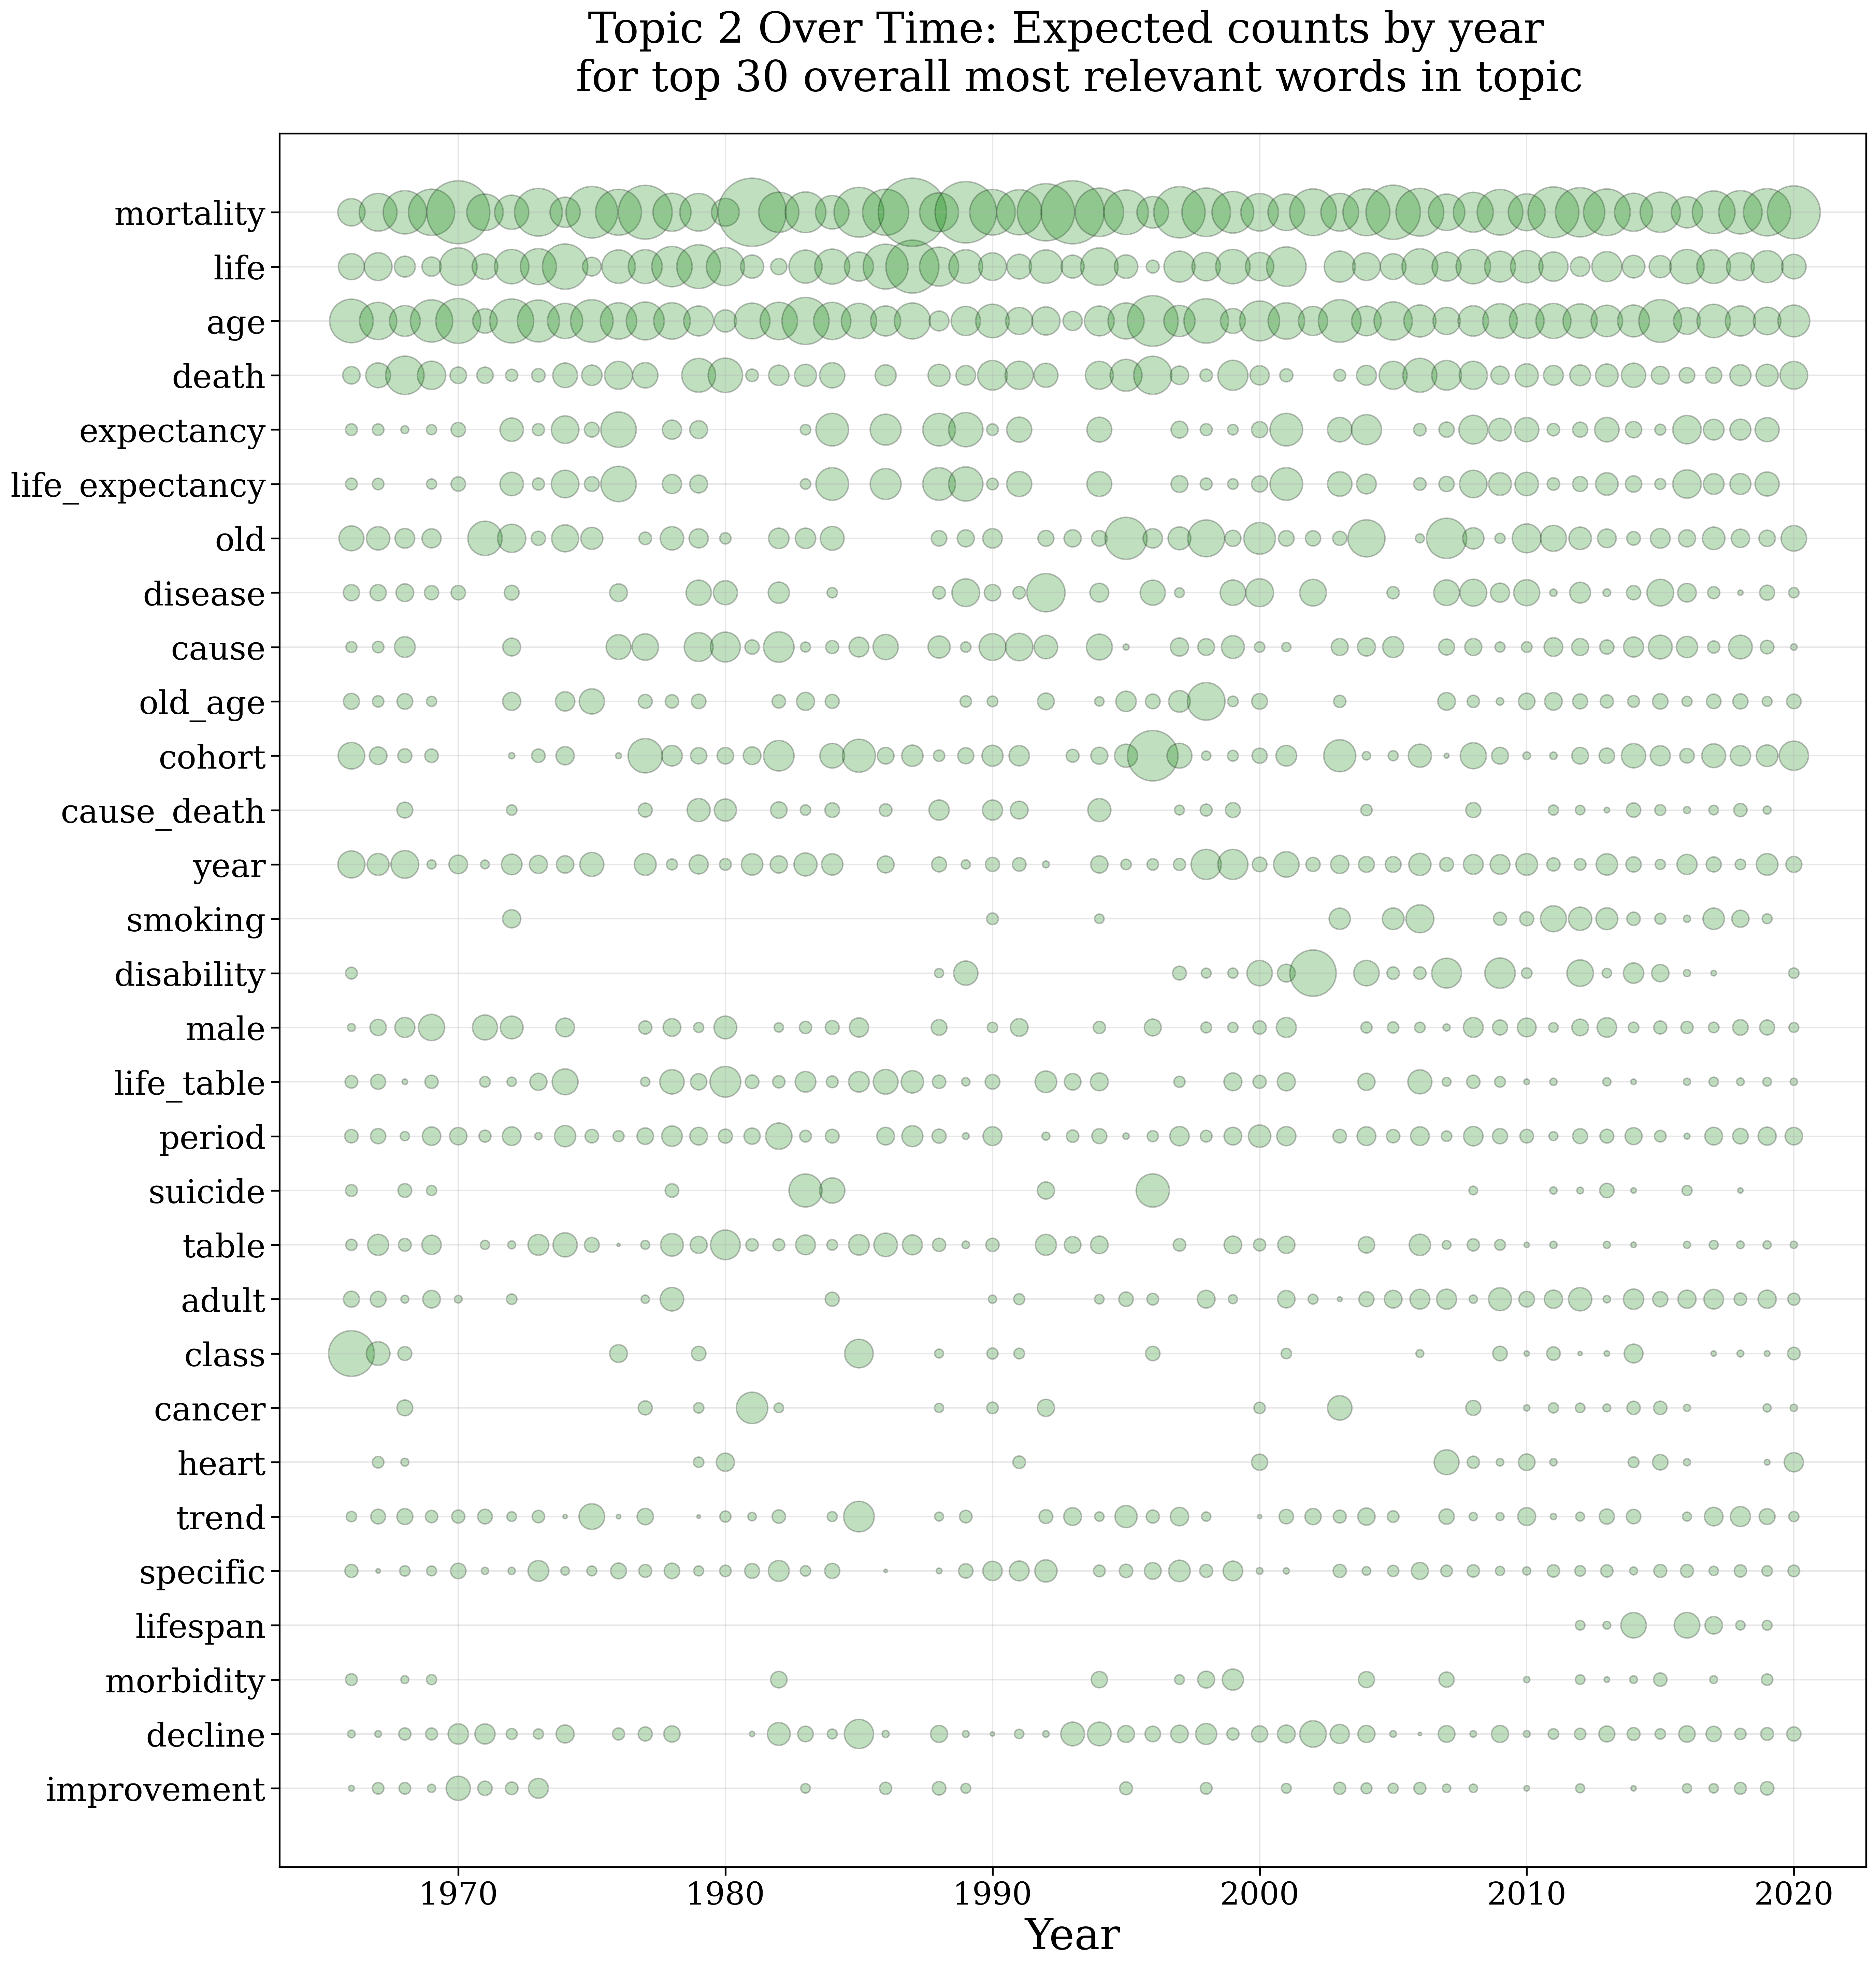 Topic 2 Over Time: Expected counts by year
for top 30 overall most relevant words in topic
mortality
life
age
death
expectancy
life_expectancy
old
disease
cause
old_age
cohort
cause_death
year
smoking
disability
male
life_table
period
suicide
table
adult
class
cancer
heart
trend
specific
lifespan
morbidity
decline
improvement
1970 1980 1990 2000 2010 2020
Year